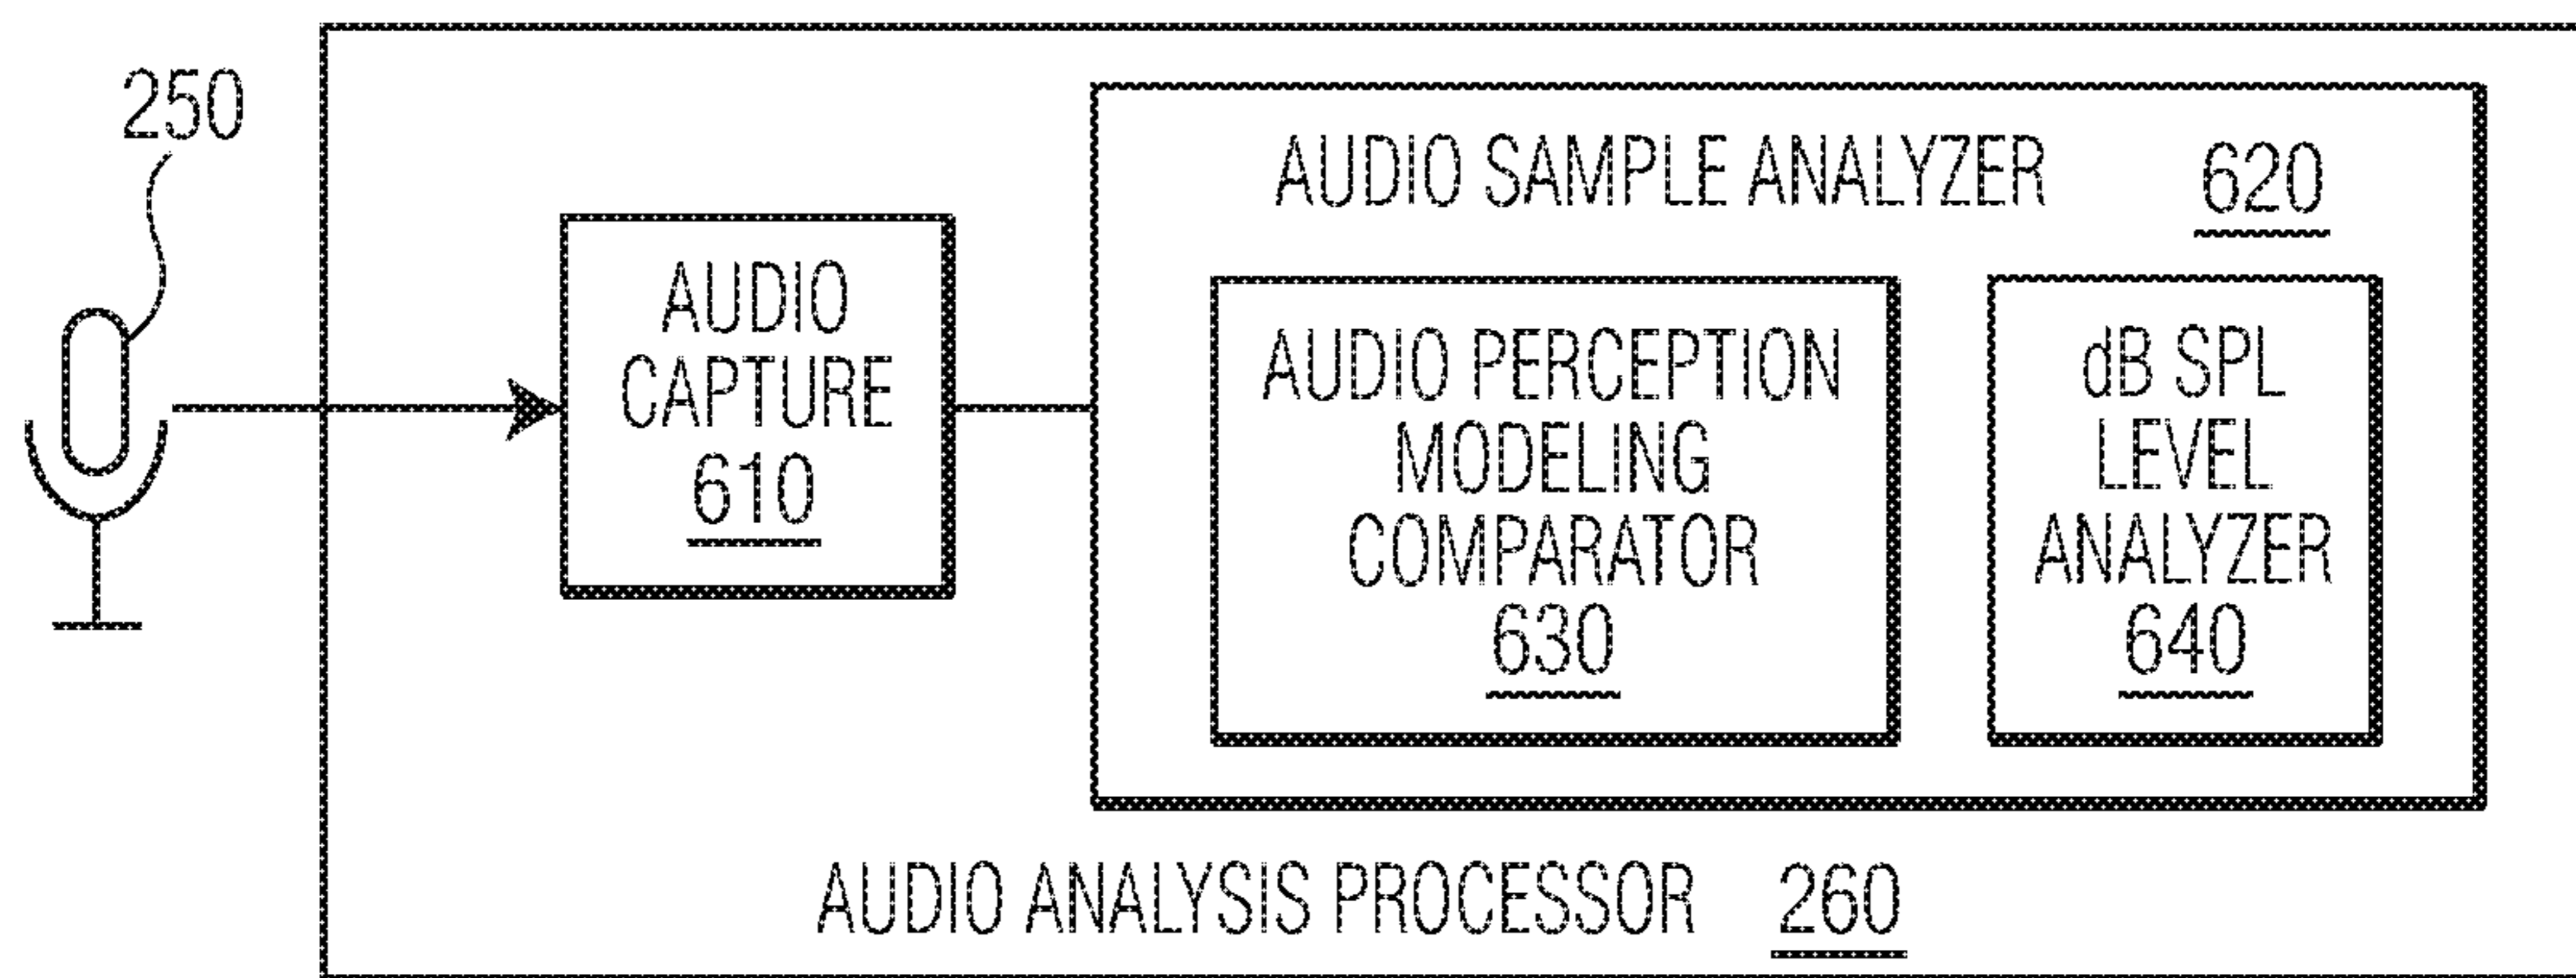 250
AUDIO SAMPLE ANALYZER 620
AUDIO
CAPTURE
610
AUDIO PERCEPTION
MODELING
COMPARATOR
630
dB SPL
LEVEL
ANALYZER
640
AUDIO ANALYSIS PROCESSOR 260